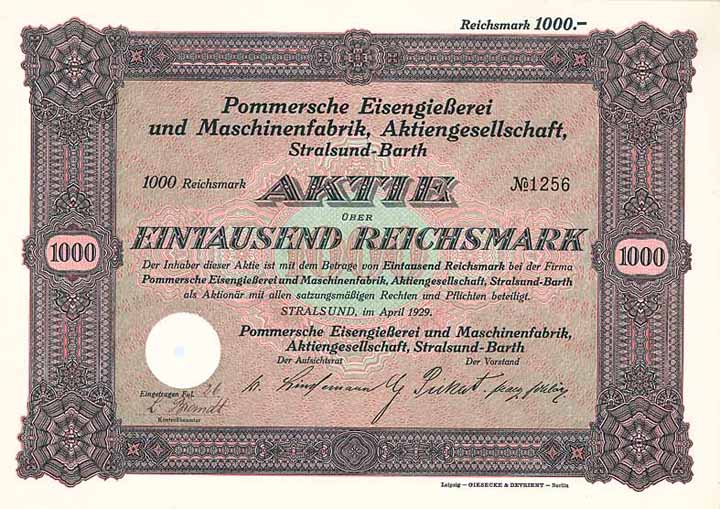 Reichsmark 1000.-
Pommersche Eisengießerei
und Maschinenfabrik, Aktiengesellschaft,
Stralsund-Barth
1000 Reichsmark AKTIE №1256
ÜBER
EINTAUSEND REICHSMARK
1000 1000
Der Inhaber dieser Aktie ist mit dem Betrage von Eintausend Reichsmark bei der Firma
Pommersche Eisengießerei und Maschinenfabrik, Aktiengesellschaft, Stralsund-Barth
als Aktionär mit allen satzungsmäßigen Rechten und Pflichten beteiligt.
STRALSUND, im April 1929.
Pommersche Eisengießerei und Maschinenfabrik,
Aktiengesellschaft, Stralsund-Barth
Der Aufsichtsrat Der Vorstand
Eingetragen Fol. 26
Kontrollbeamter
Leipzig — GIESECKE & DEVRIENT — Berlin